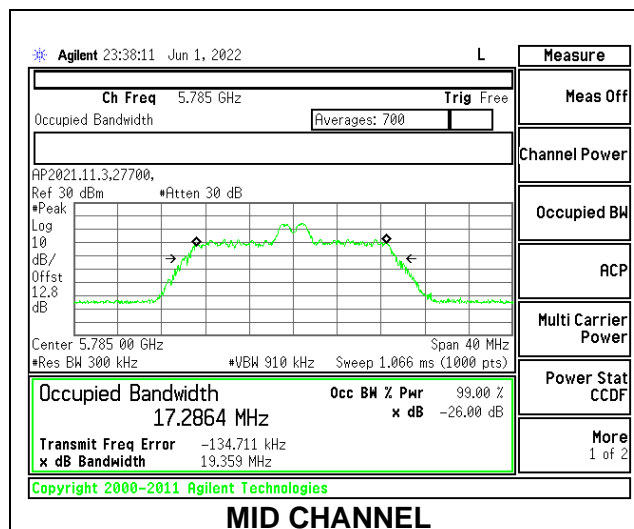 Agilent 23:38:11 Jun 1, 2022 L
Measure
Ch Freq 5.785 GHz Trig Free
Meas Off
Occupied Bandwidth Averages: 700
Channel Power
AP2021.11.3,27700,
Ref 30 dBm #Atten 30 dB
#Peak
Log
10
dB/
Offst
12.8
dB
Occupied BW
ACP
Multi Carrier
Power
Center 5.785 00 GHz Span 40 MHz
#Res BW 300 kHz #VBW 910 kHz Sweep 1.066 ms (1000 pts)
Power Stat
CCDF
Occupied Bandwidth Occ BW % Pwr 99.00 %
17.2864 MHz x dB -26.00 dB
Transmit Freq Error -134.711 kHz
x dB Bandwidth 19.359 MHz
More
1 of 2
Copyright 2000-2011 Agilent Technologies
MID CHANNEL